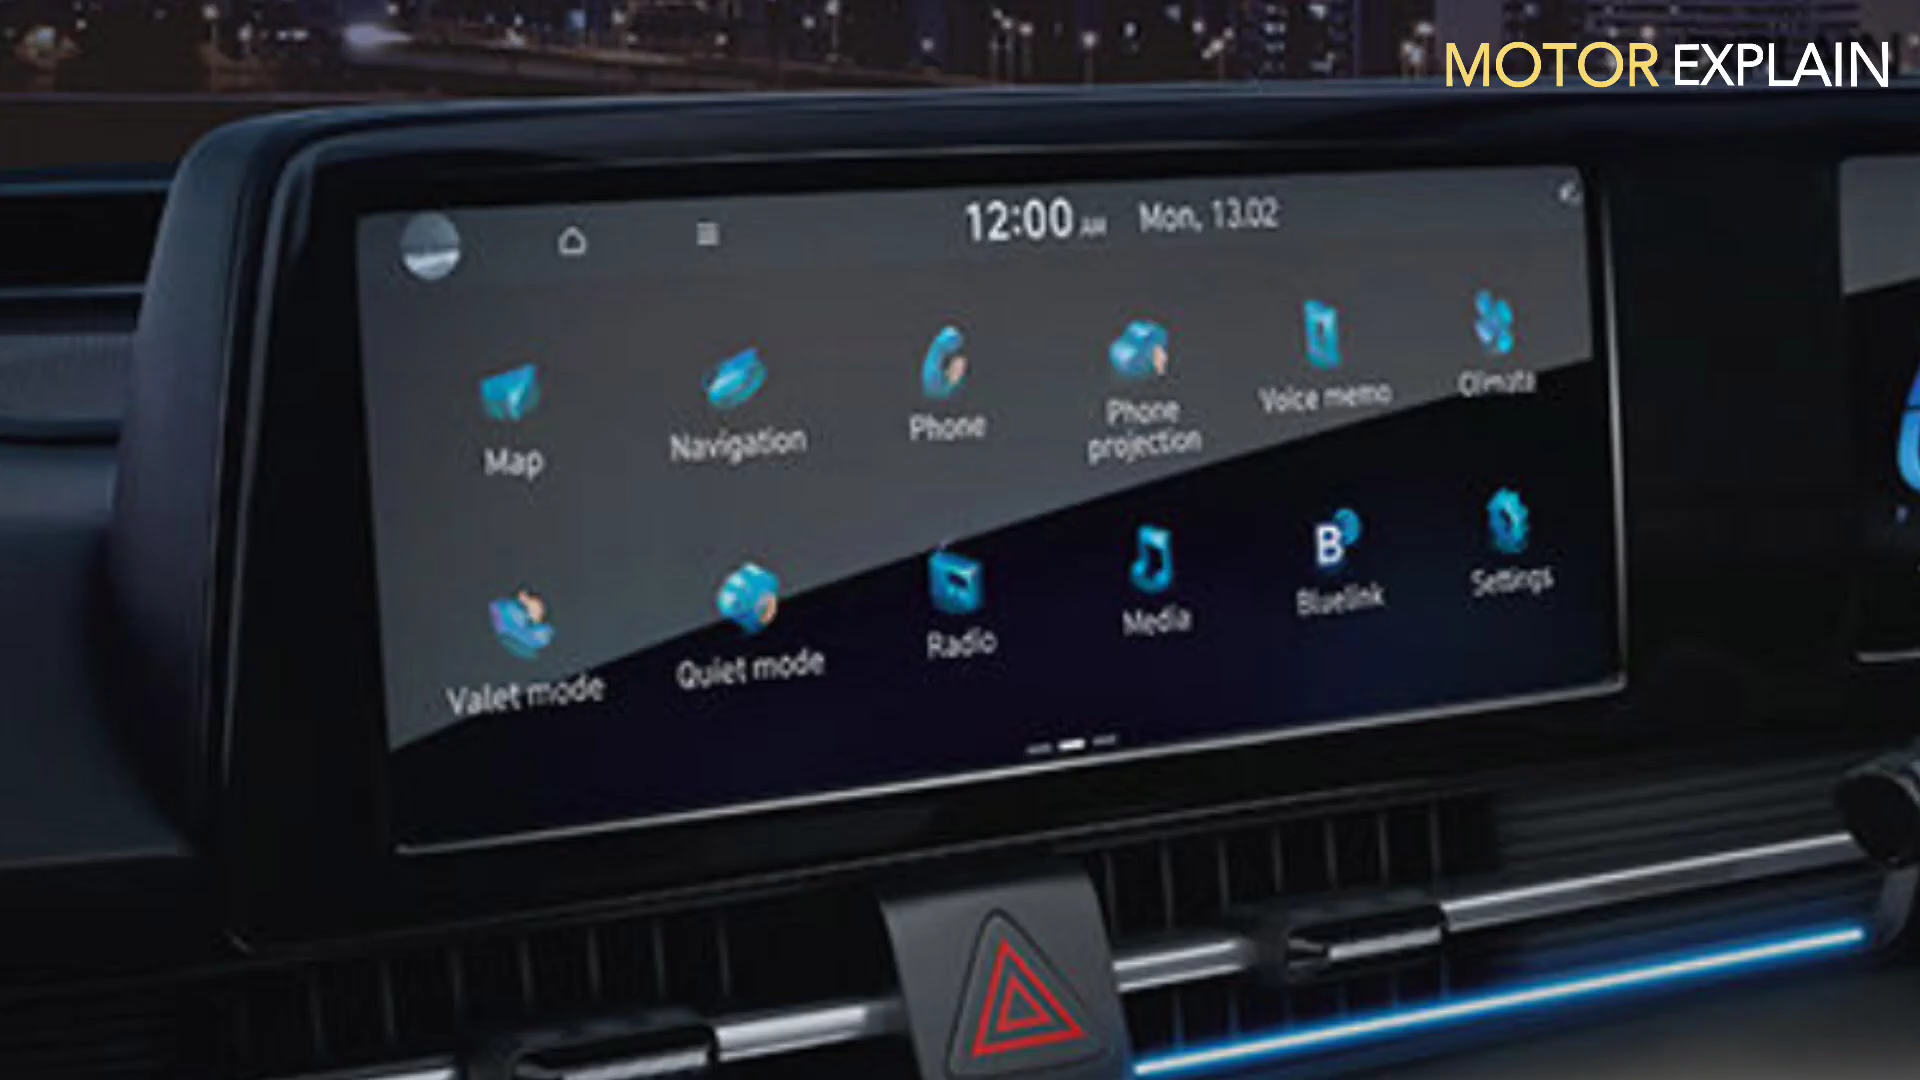 MOTOR EXPLAIN
12:00 AM Mon, 13.02
Map
Navigation
Phone
Phone
projection
Voice memo
Climate
Valet mode
Quiet mode
Radio
Media
B
Bluelink
Settings